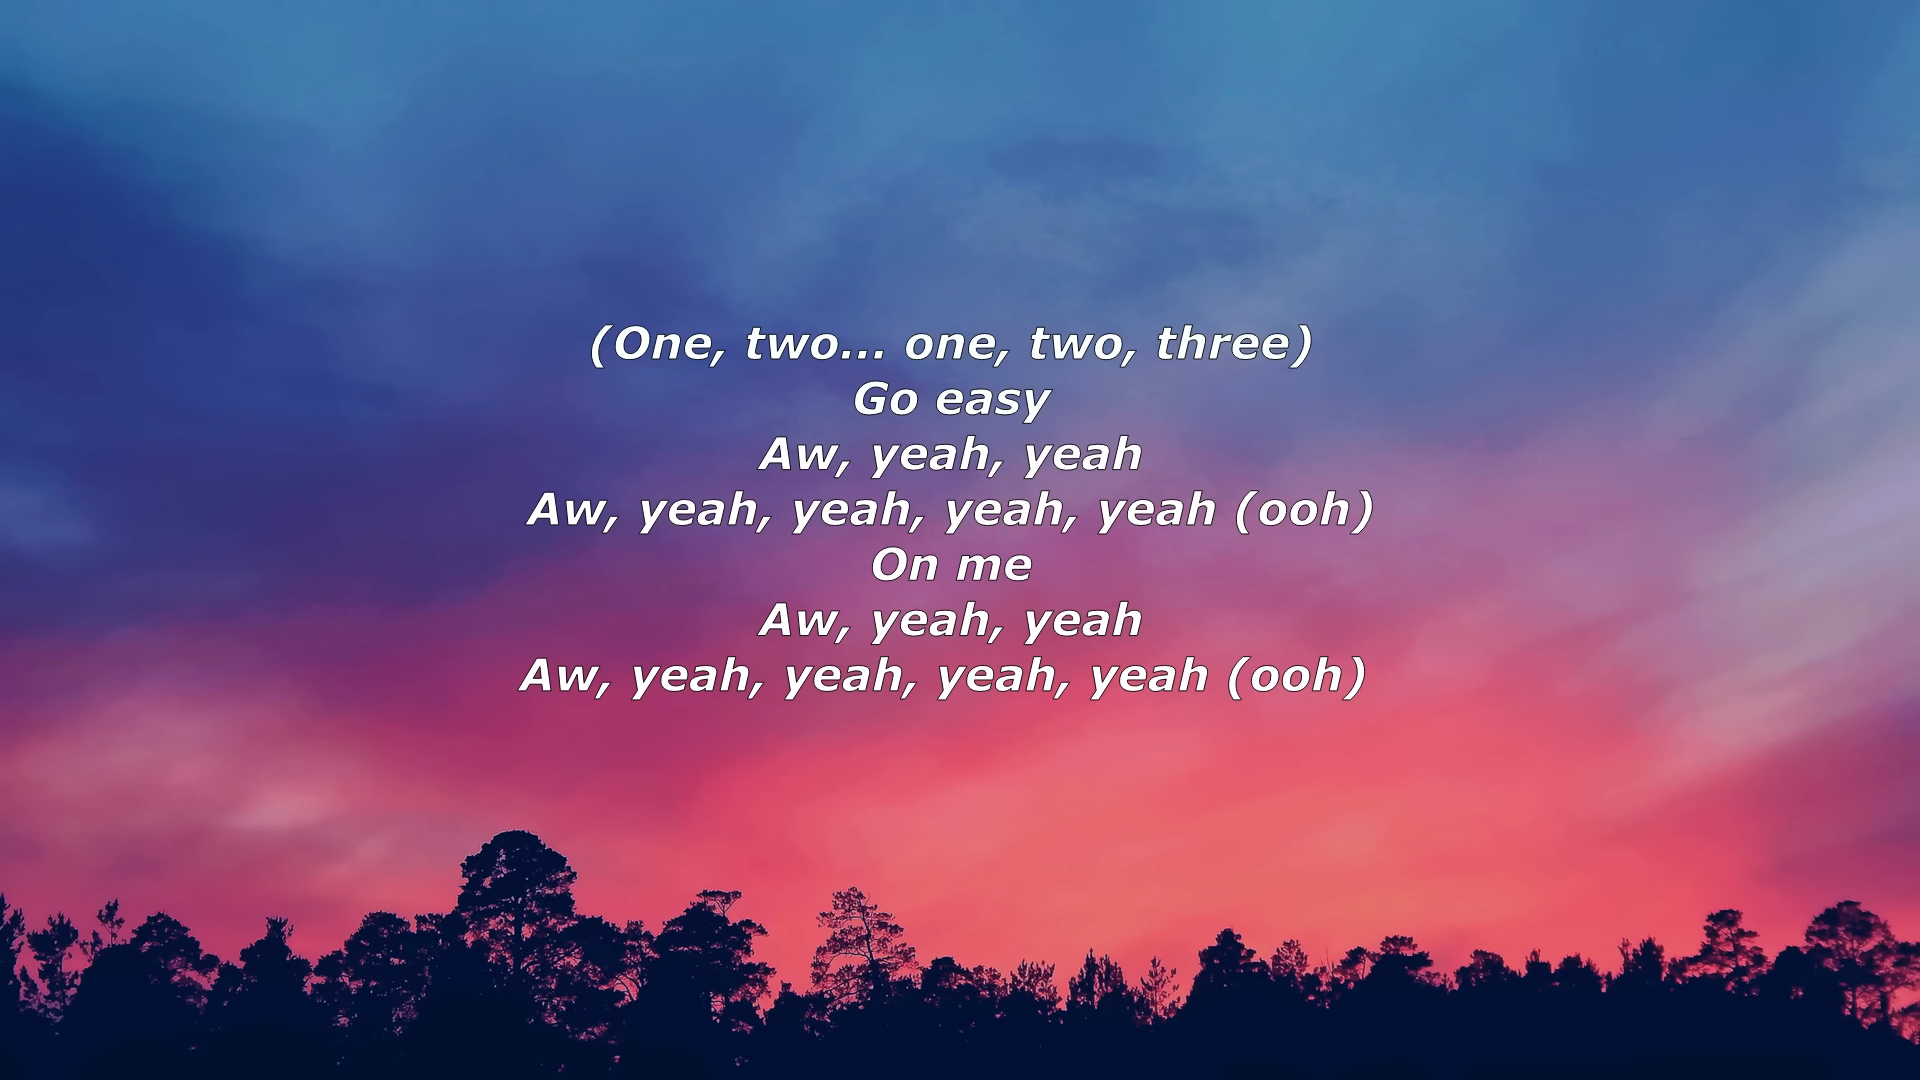 (One, two... one, two, three)
Go easy
Aw, yeah, yeah
Aw, yeah, yeah, yeah, yeah (ooh)
On me
Aw, yeah, yeah
Aw, yeah, yeah, yeah, yeah (ooh)